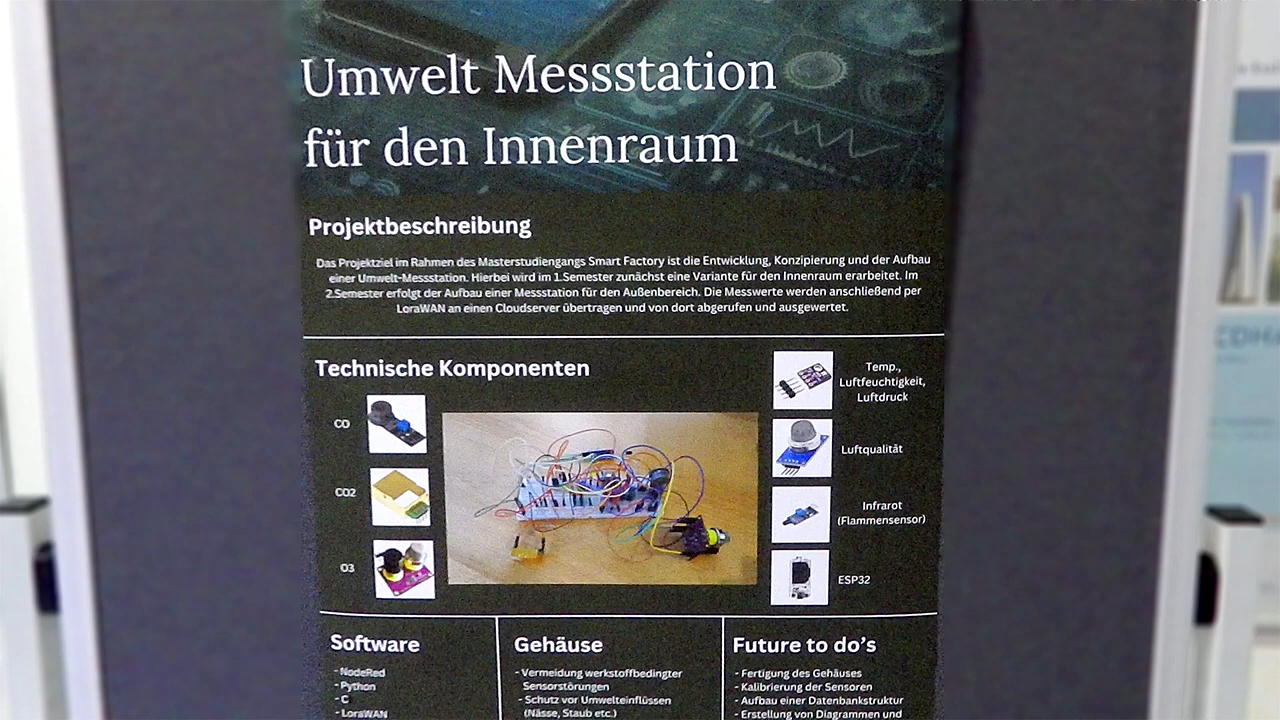 Umwelt Messstation
für den Innenraum
Projektbeschreibung
Das Projektziel im Rahmen des Masterstudiengangs Smart Factory ist die Entwicklung, Konzipierung und der Aufbau
einer Umwelt-Messstation. Hierbei wird im 1.Semester zunächst eine Variante für den Innenraum erarbeitet. Im
2.Semester erfolgt der Aufbau einer Messstation für den Außenbereich. Die Messwerte werden anschließend per
LoraWAN an einen Cloudserver übertragen und von dort abgerufen und ausgewertet.
Technische Komponenten
CO
CO2
O3
Temp.,
Luftfeuchtigkeit,
Luftdruck
Luftqualität
Infrarot
(Flammensensor)
ESP32
Software
- NodeRed
- Python
- C
- LoraWAN
Gehäuse
- Vermeidung werkstoffbedingter
Sensorstörungen
- Schutz vor Umwelteinflüssen
(Nässe, Staub etc.)
Future to do's
- Fertigung des Gehäuses
- Kalibrierung der Sensoren
- Aufbau einer Datenbankstruktur
- Erstellung von Diagrammen und